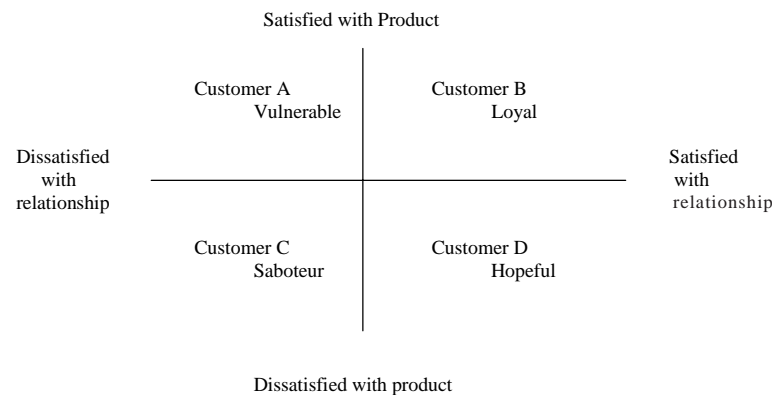 Satisfied with Product
Customer A
Vulnerable
Customer B
Loyal
Dissatisfied
with
relationship
Satisfied
with
relationship
Customer C
Saboteur
Customer D
Hopeful
Dissatisfied with product